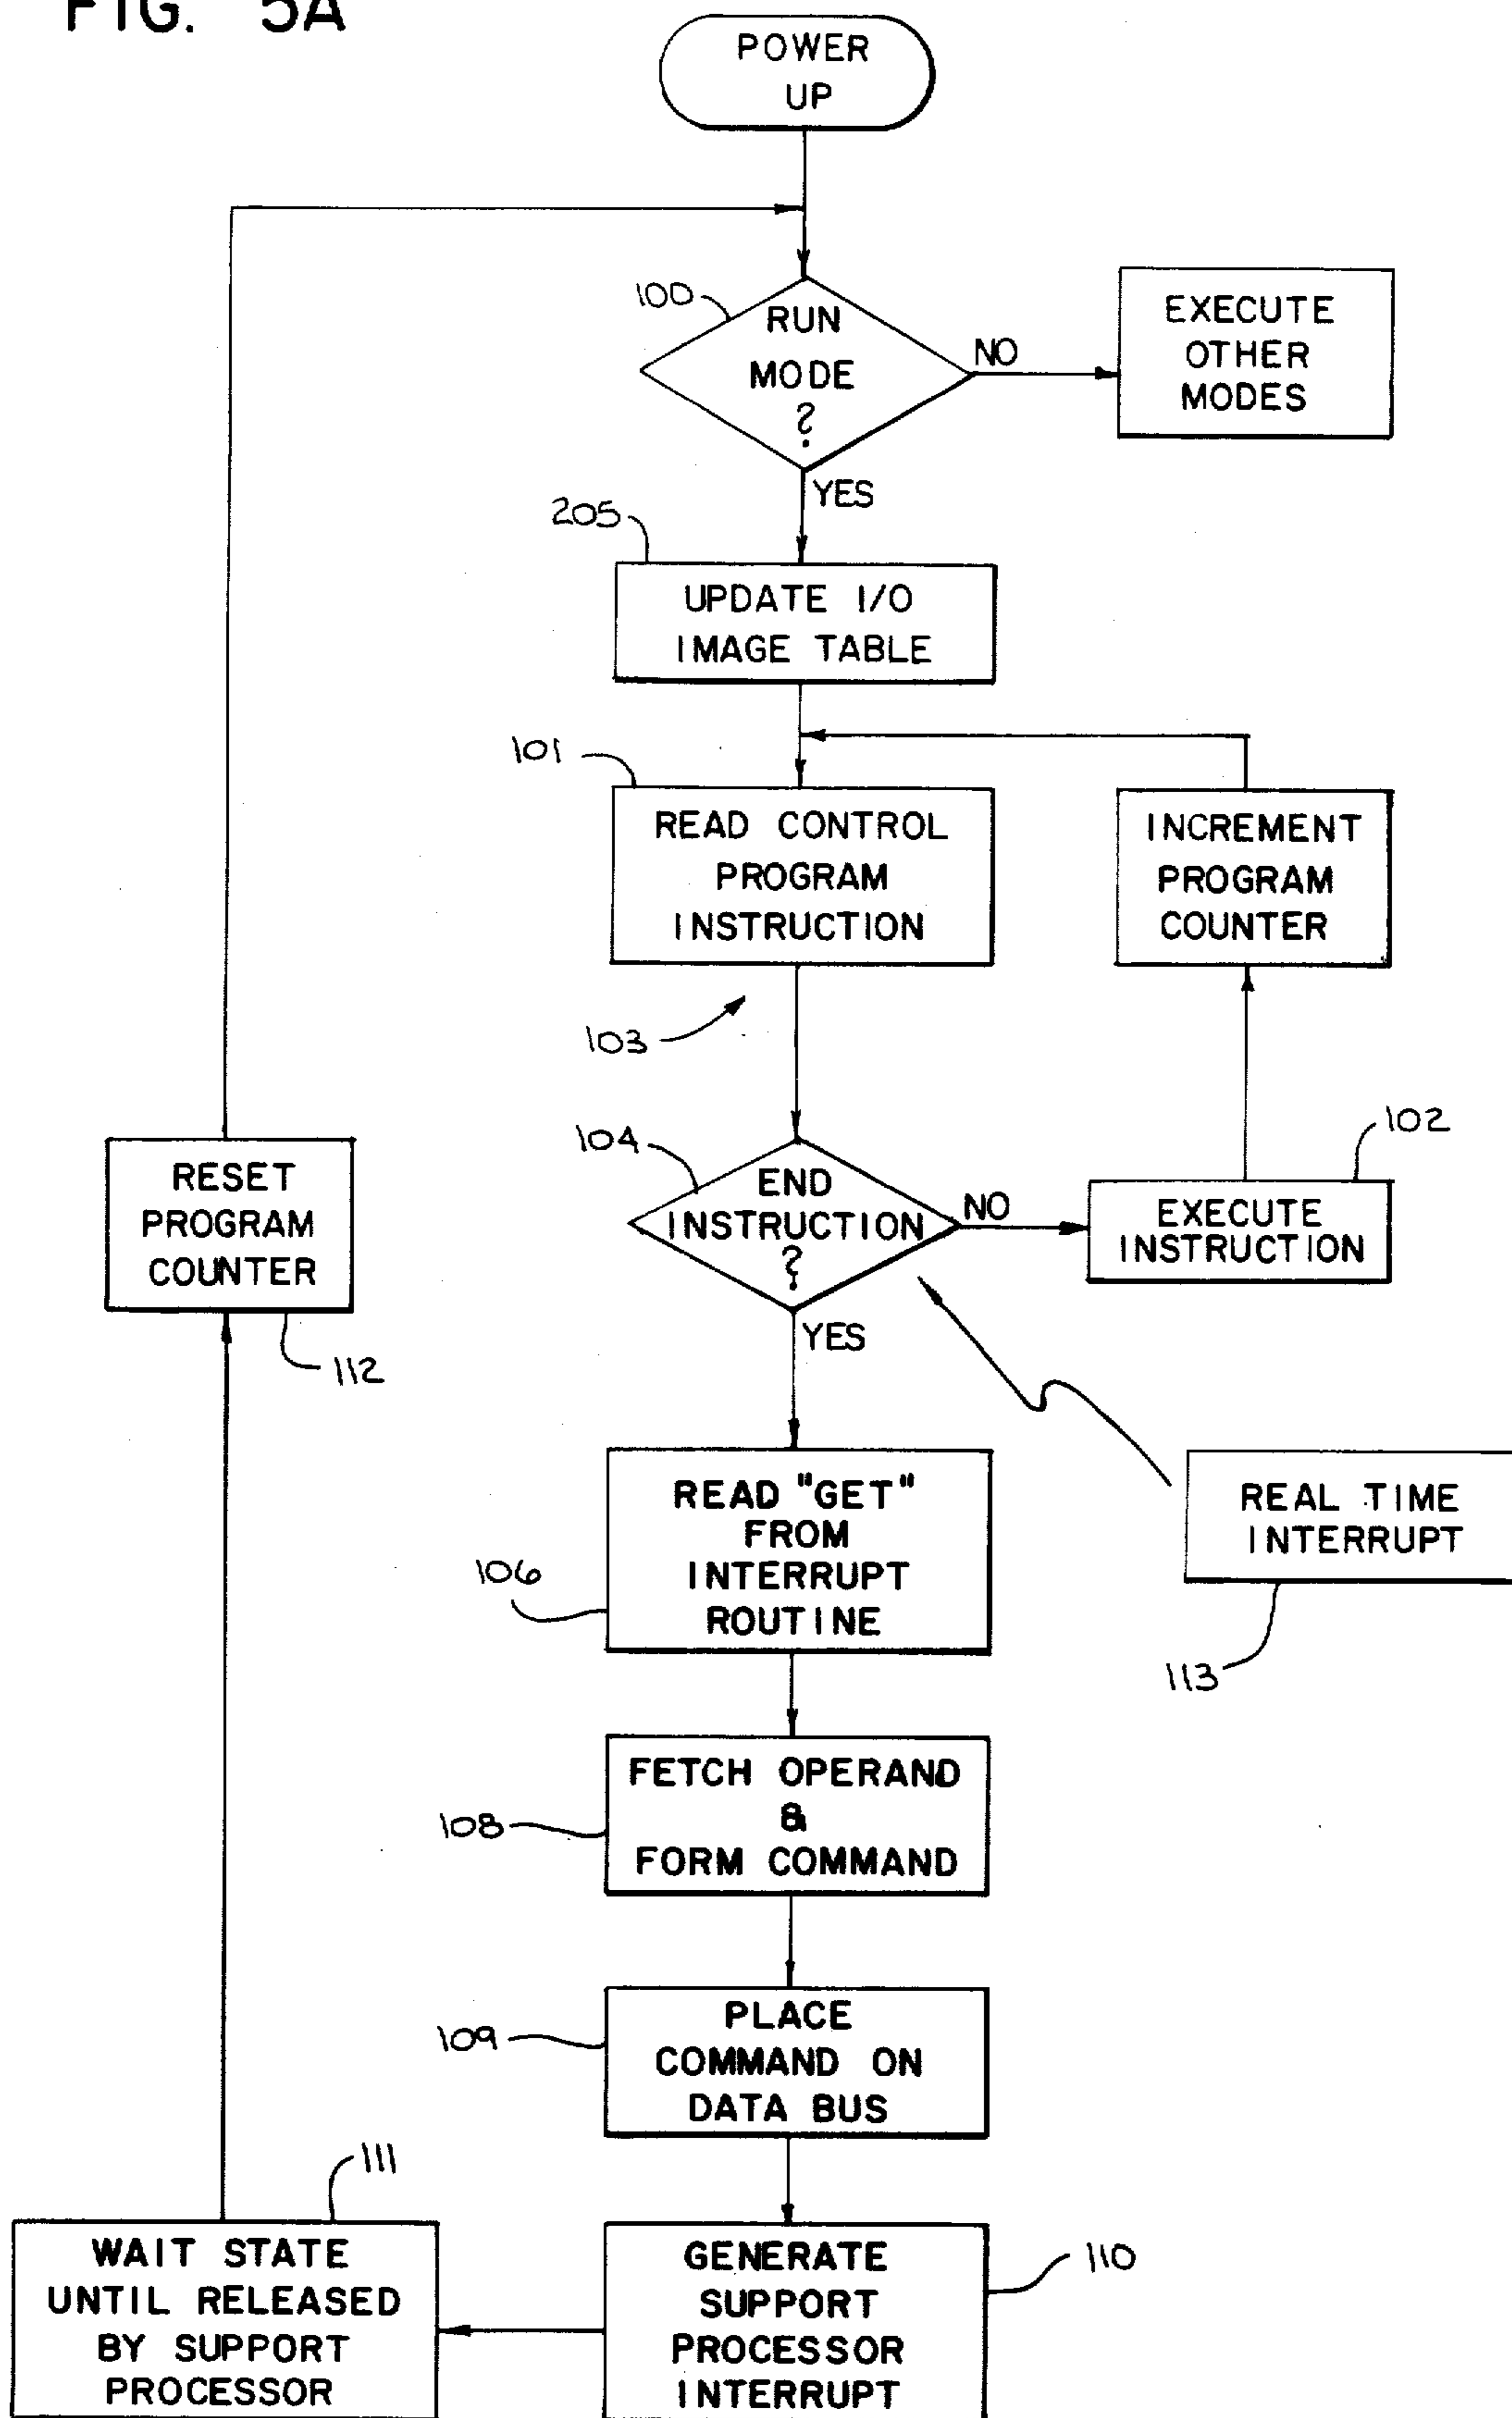 FIG. 5A
POWER
UP
100
RUN
MODE
?
NO
EXECUTE
OTHER
MODES
YES
205
UPDATE I/O
IMAGE TABLE
101
READ CONTROL
PROGRAM
INSTRUCTION
INCREMENT
PROGRAM
COUNTER
103
104
END
INSTRUCTION
?
NO
102
EXECUTE
INSTRUCTION
RESET
PROGRAM
COUNTER
112
YES
READ "GET"
FROM
INTERRUPT
ROUTINE
106
REAL TIME
INTERRUPT
113
FETCH OPERAND
&
FORM COMMAND
108
PLACE
COMMAND ON
DATA BUS
109
111
WAIT STATE
UNTIL RELEASED
BY SUPPORT
PROCESSOR
GENERATE
SUPPORT
PROCESSOR
INTERRUPT
110